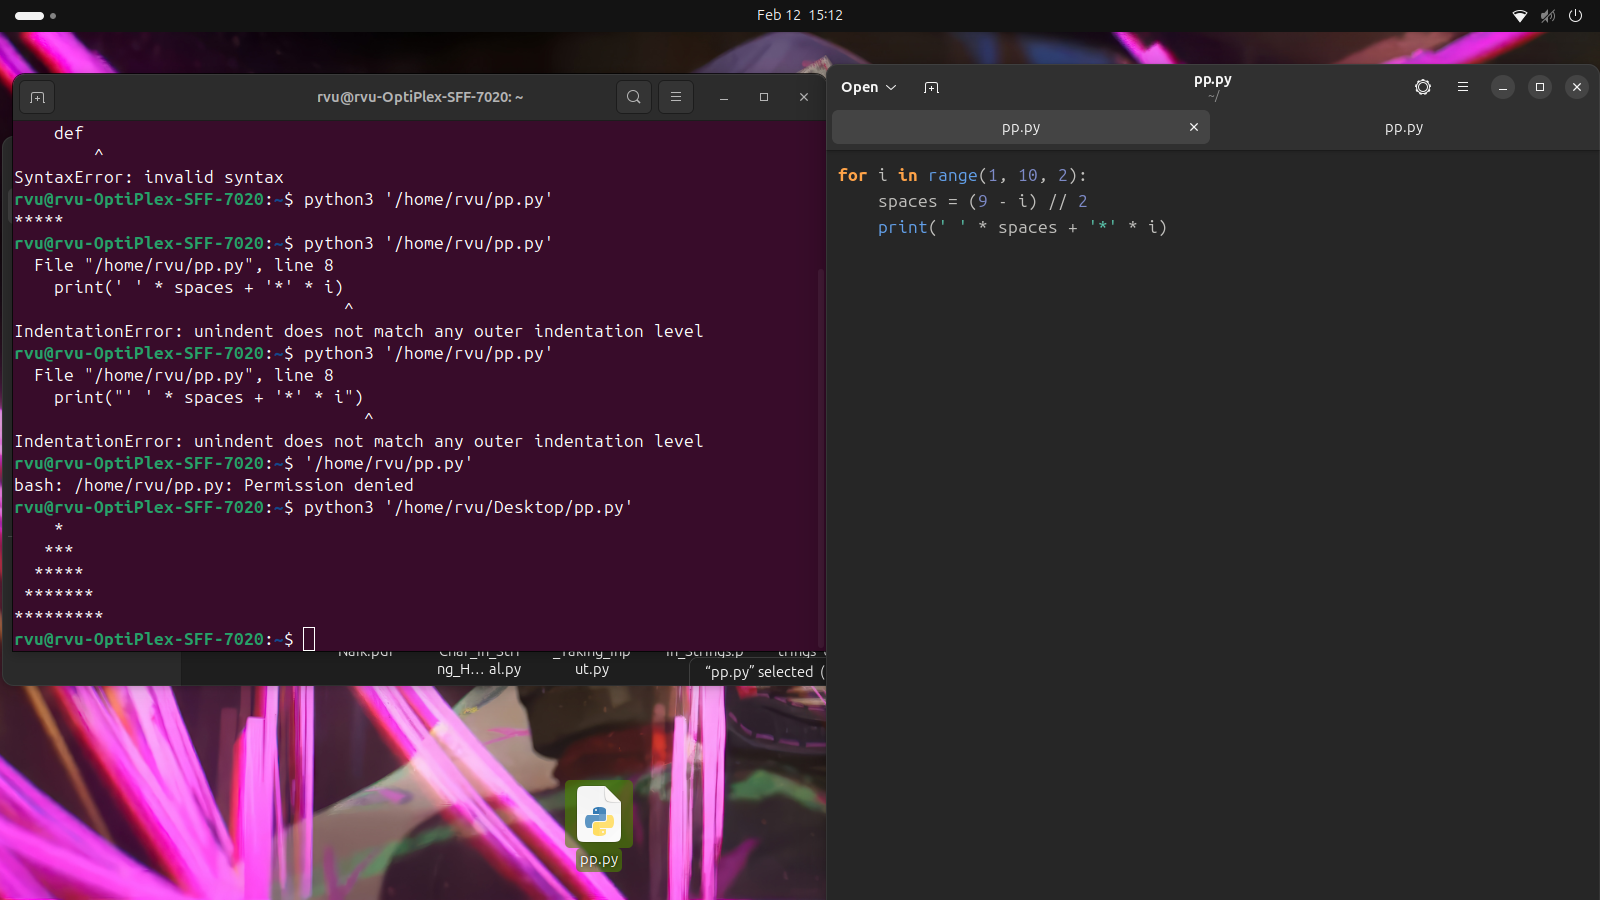 Feb 12 15:12
rvu@rvu-OptiPlex-SFF-7020: ~
def
^
SyntaxError: invalid syntax
rvu@rvu-OptiPlex-SFF-7020:~$ python3 '/home/rvu/pp.py'
*****
rvu@rvu-OptiPlex-SFF-7020:~$ python3 '/home/rvu/pp.py'
File "/home/rvu/pp.py", line 8
print(' ' * spaces + '*' * i)
^
IndentationError: unindent does not match any outer indentation level
rvu@rvu-OptiPlex-SFF-7020:~$ python3 '/home/rvu/pp.py'
File "/home/rvu/pp.py", line 8
print("' ' * spaces + '*' * i")
^
IndentationError: unindent does not match any outer indentation level
rvu@rvu-OptiPlex-SFF-7020:~$ '/home/rvu/pp.py'
bash: /home/rvu/pp.py: Permission denied
rvu@rvu-OptiPlex-SFF-7020:~$ python3 '/home/rvu/Desktop/pp.py'
*
***
*****
*******
*********
rvu@rvu-OptiPlex-SFF-7020:~$
Open
pp.py
~/
pp.py
pp.py
for i in range(1, 10, 2):
spaces = (9 - i) // 2
print(' ' * spaces + '*' * i)
ng_H… al.py
ut.py
“pp.py” selected (
pp.py